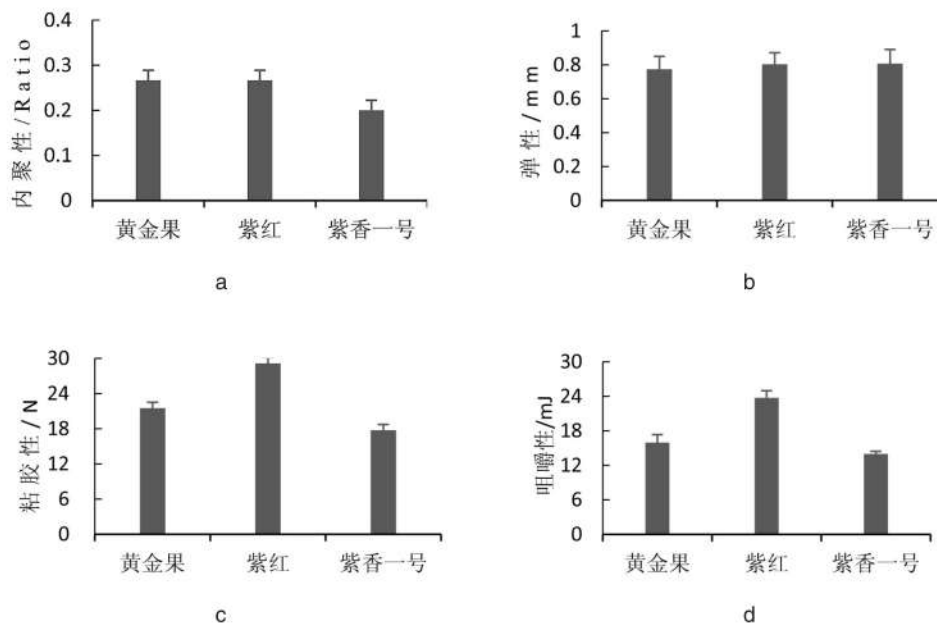 内聚性/Ratio
0.4
0.3
0.2
0.1
0
黄金果 紫红 紫香一号
a
弹性/mm
1
0.8
0.6
0.4
0.2
0
黄金果 紫红 紫香一号
b
粘胶性/N
30
24
18
12
6
0
黄金果 紫红 紫香一号
c
咀嚼性/mJ
30
24
18
12
6
0
黄金果 紫红 紫香一号
d